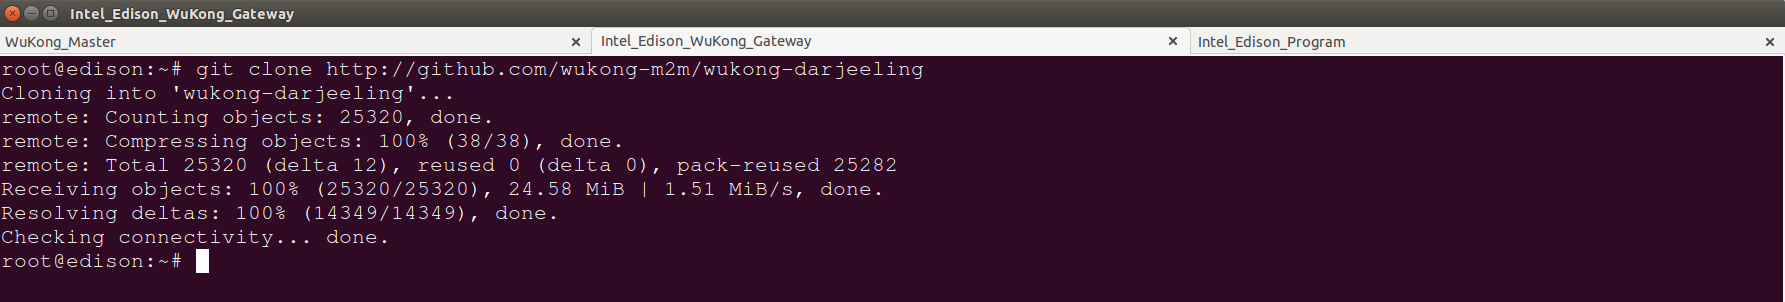 Intel_Edison_WuKong_Gateway
WuKong_Master Intel_Edison_WuKong_Gateway Intel_Edison_Program
root@edison:~# git clone http://github.com/wukong-m2m/wukong-darjeeling
Cloning into 'wukong-darjeeling'...
remote: Counting objects: 25320, done.
remote: Compressing objects: 100% (38/38), done.
remote: Total 25320 (delta 12), reused 0 (delta 0), pack-reused 25282
Receiving objects: 100% (25320/25320), 24.58 MiB | 1.51 MiB/s, done.
Resolving deltas: 100% (14349/14349), done.
Checking connectivity... done.
root@edison:~#